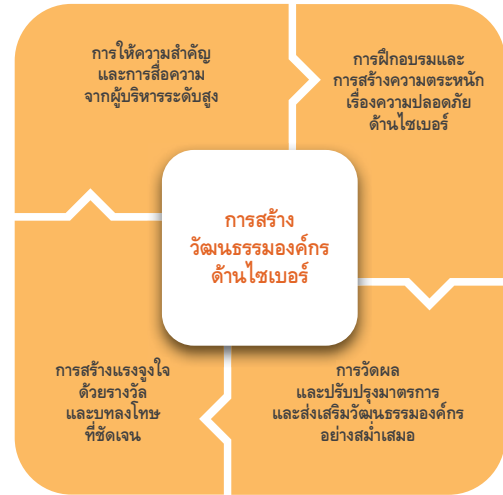 การให้ความสำคัญ
และการสื่อความ
จากผู้บริหารระดับสูง
การฝึกอบรมและ
การสร้างความตระหนัก
เรื่องความปลอดภัย
ด้านไซเบอร์
การสร้าง
วัฒนธรรมองค์กร
ด้านไซเบอร์
การสร้างแรงจูงใจ
ด้วยรางวัล
และบทลงโทษ
ที่ชัดเจน
การวัดผล
และปรับปรุงมาตรการ
และส่งเสริมวัฒนธรรมองค์กร
อย่างสม่ำเสมอ